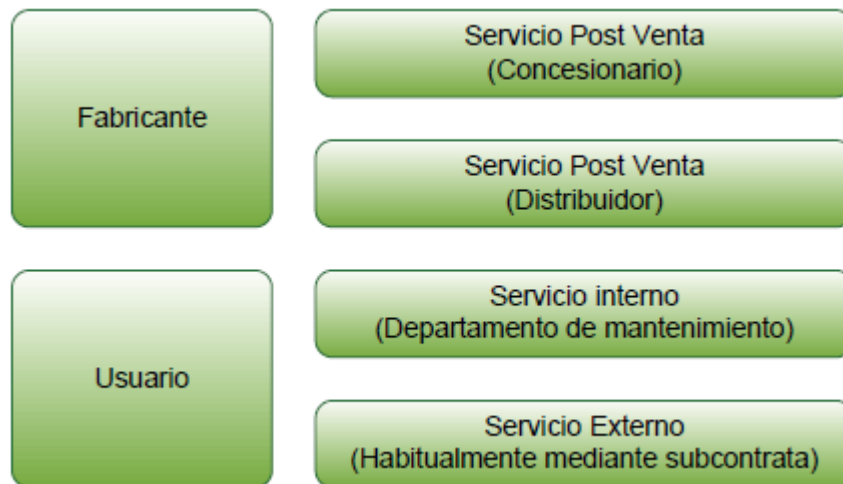 Fabricante
Servicio Post Venta
(Concesionario)
Servicio Post Venta
(Distribuidor)
Usuario
Servicio interno
(Departamento de mantenimiento)
Servicio Externo
(Habitualmente mediante subcontrata)